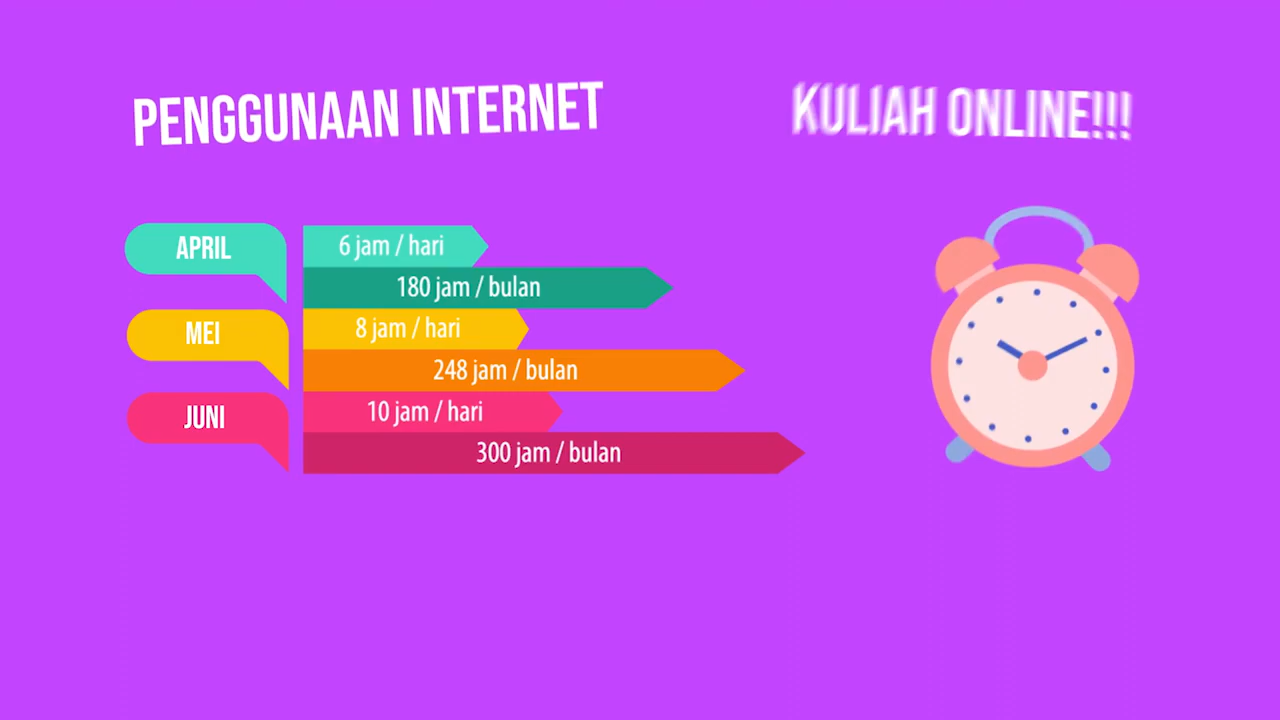 PENGGUNAAN INTERNET
KULIAH ONLINE!!!
APRIL
6 jam / hari
180 jam / bulan
MEI
8 jam / hari
248 jam / bulan
JUNI
10 jam / hari
300 jam / bulan